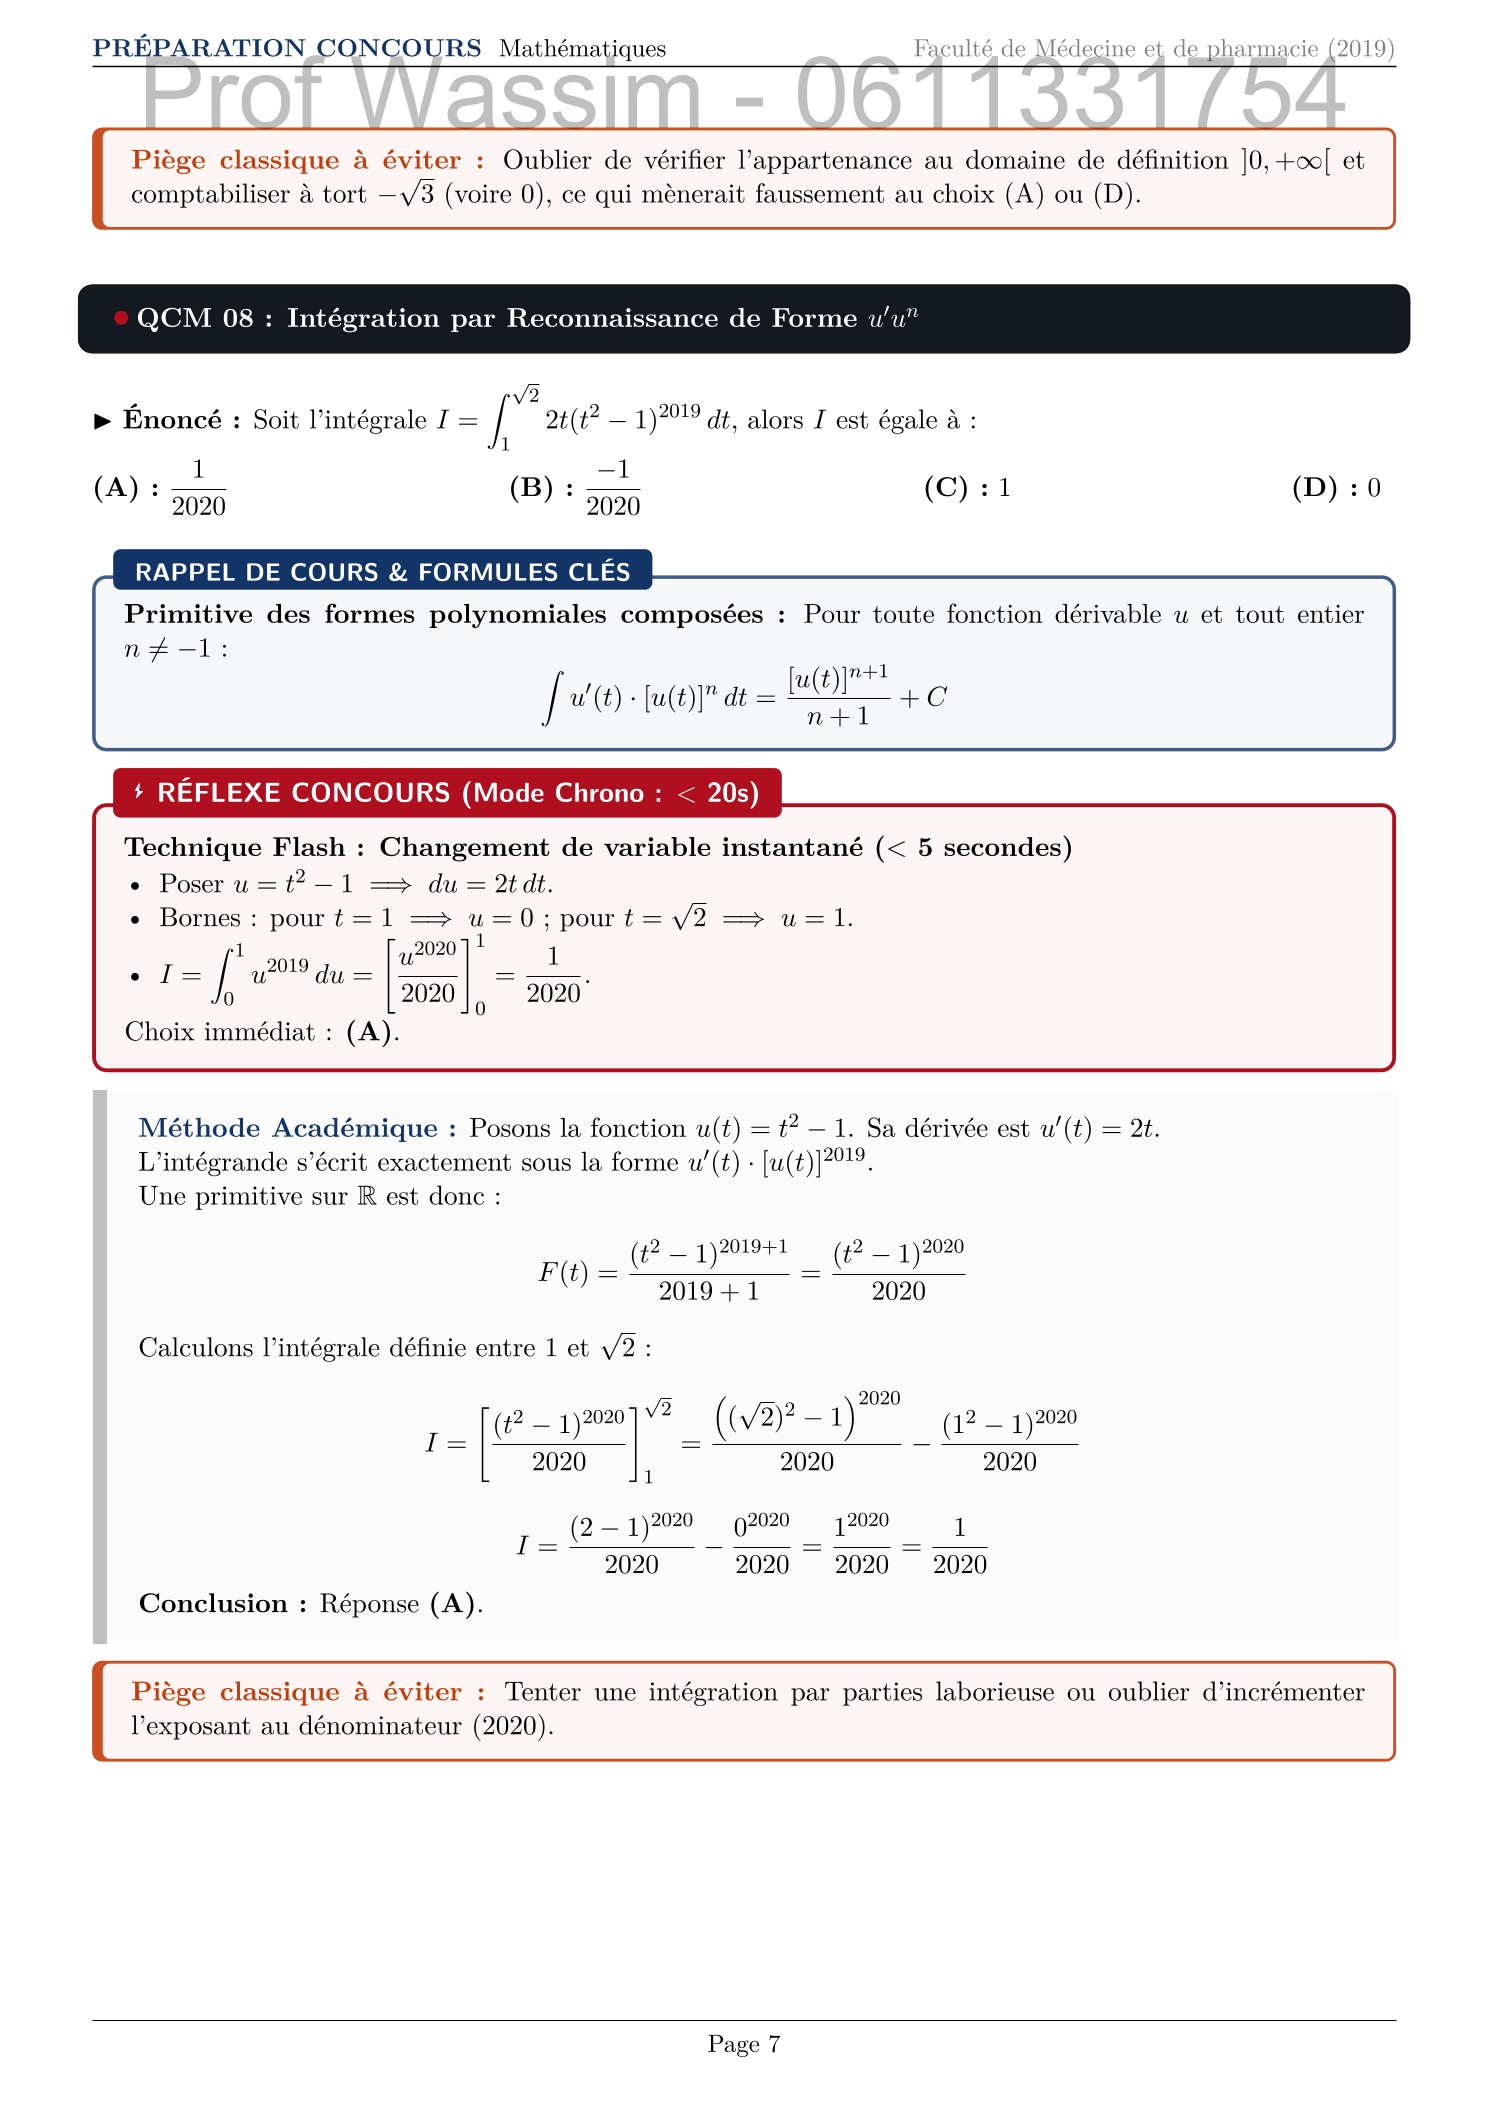 PRÉPARATION CONCOURS Mathématiques Faculté de Médecine et de pharmacie (2019)
Prof Wassim - 0611331754
Piège classique à éviter : Oublier de vérifier l'appartenance au domaine de définition ]0, +∞[ et
comptabiliser à tort −√3 (voire 0), ce qui mènerait faussement au choix (A) ou (D).
• QCM 08 : Intégration par Reconnaissance de Forme u′uⁿ
▶ Énoncé : Soit l'intégrale I = ∫₁^√2 2t(t² − 1)²⁰¹⁹ dt, alors I est égale à :
(A) : 1/2020 (B) : −1/2020 (C) : 1 (D) : 0
RAPPEL DE COURS & FORMULES CLÉS
Primitive des formes polynomiales composées : Pour toute fonction dérivable u et tout entier
n ≠ −1 :
∫ u′(t) · [u(t)]ⁿ dt = [u(t)]ⁿ⁺¹/(n + 1) + C
⚡ RÉFLEXE CONCOURS (Mode Chrono : < 20s)
Technique Flash : Changement de variable instantané (< 5 secondes)
• Poser u = t² − 1 ⟹ du = 2t dt.
• Bornes : pour t = 1 ⟹ u = 0 ; pour t = √2 ⟹ u = 1.
• I = ∫₀¹ u²⁰¹⁹ du = [u²⁰²⁰/2020]₀¹ = 1/2020.
Choix immédiat : (A).
Méthode Académique : Posons la fonction u(t) = t² − 1. Sa dérivée est u′(t) = 2t.
L'intégrande s'écrit exactement sous la forme u′(t) · [u(t)]²⁰¹⁹.
Une primitive sur ℝ est donc :
F(t) = (t² − 1)²⁰¹⁹⁺¹/(2019 + 1) = (t² − 1)²⁰²⁰/2020
Calculons l'intégrale définie entre 1 et √2 :
I = [(t² − 1)²⁰²⁰/2020]₁^√2 = ((√2)² − 1)²⁰²⁰/2020 − (1² − 1)²⁰²⁰/2020
I = (2 − 1)²⁰²⁰/2020 − 0²⁰²⁰/2020 = 1²⁰²⁰/2020 = 1/2020
Conclusion : Réponse (A).
Piège classique à éviter : Tenter une intégration par parties laborieuse ou oublier d'incrémenter
l'exposant au dénominateur (2020).
Page 7